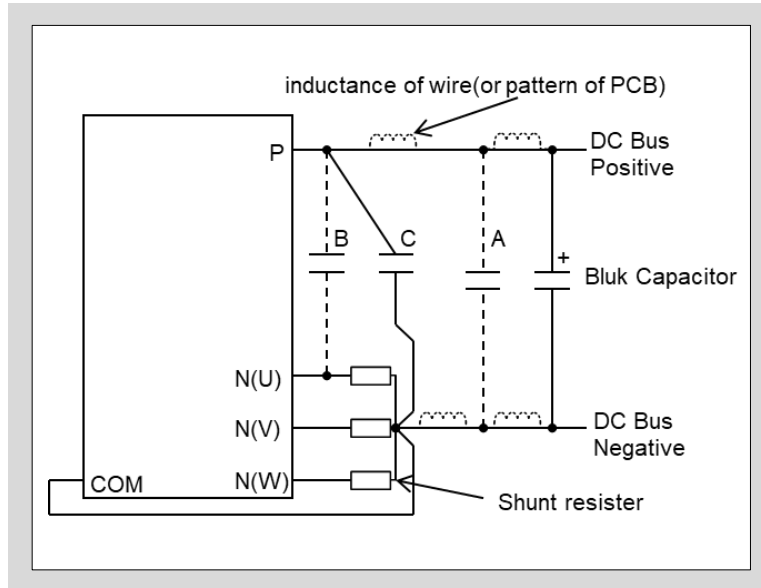 inductance of wire(or pattern of PCB)
P
DC Bus
Positive
B
C
A
+
Bluk Capacitor
N(U)
N(V)
DC Bus
Negative
COM
N(W)
Shunt resister